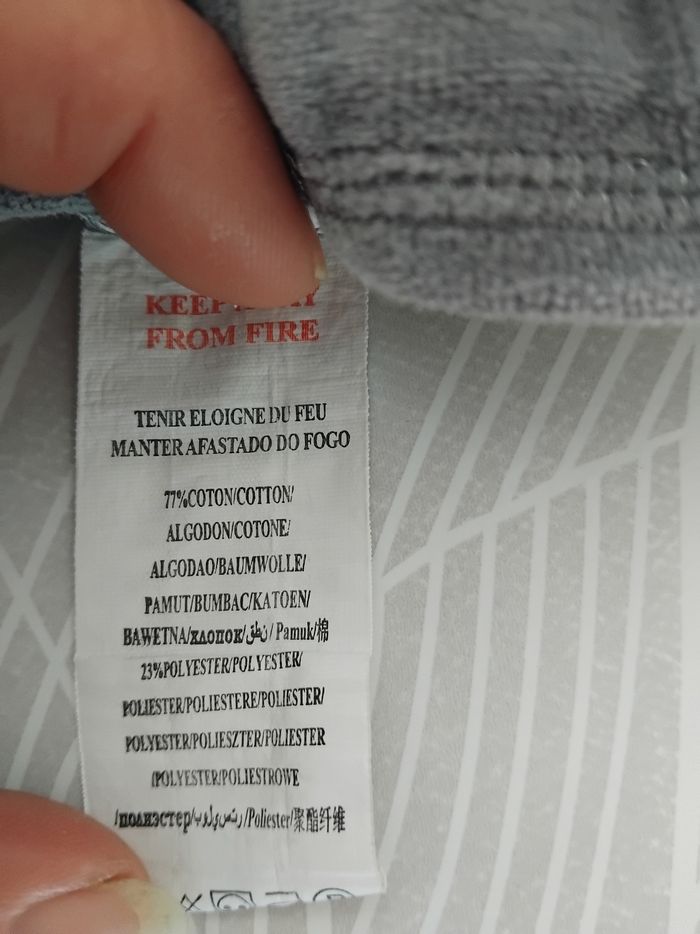 KEEP
FROM FIRE
TENIR ELOIGNE DU FEU
MANTER AFASTADO DO FOGO
77%COTON/COTTON/
ALGODON/COTONE/
ALGODAO/BAUMWOLLE/
PAMUT/BUMBAC/KATOEN/
BAWETNA/хлопок/نطق/Pamuk/棉
23%POLYESTER/POLYESTER/
POLIESTER/POLIESTERE/POLIESTER/
POLYESTER/POLIESZTER/POLIESTER
/POLYESTER/POLIESTROWE
/полиэстер/Poliester/聚酯纤维